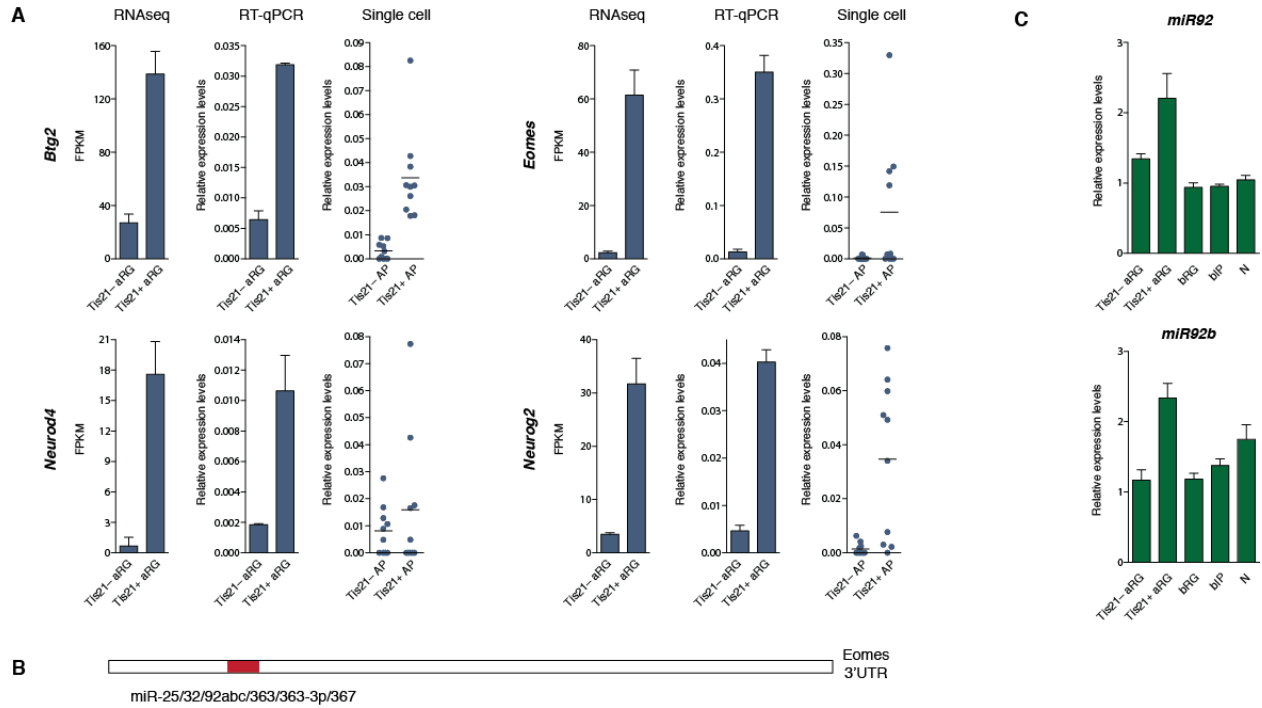 A
RNAseq
RT-qPCR
Single cell
Btg2
FPKM
160
120
80
40
0
Tis21– aRG
Tis21+ aRG
Relative expression levels
0.035
0.030
0.025
0.020
0.015
0.010
0.005
0.000
Tis21– aRG
Tis21+ aRG
Relative expression levels
0.09
0.08
0.07
0.06
0.05
0.04
0.03
0.02
0.01
0.00
Tis21– AP
Tis21+ AP
RNAseq
RT-qPCR
Single cell
Eomes
FPKM
80
60
40
20
0
Tis21– aRG
Tis21+ aRG
Relative expression levels
0.4
0.3
0.2
0.1
0.0
Tis21– aRG
Tis21+ aRG
Relative expression levels
0.35
0.30
0.25
0.20
0.15
0.10
0.05
0.00
Tis21– AP
Tis21+ AP
Neurod4
FPKM
21
18
15
12
9
6
3
0
Tis21– aRG
Tis21+ aRG
Relative expression levels
0.014
0.012
0.010
0.008
0.006
0.004
0.002
0.000
Tis21– aRG
Tis21+ aRG
Relative expression levels
0.08
0.07
0.06
0.05
0.04
0.03
0.02
0.01
0.00
Tis21– AP
Tis21+ AP
Neurog2
FPKM
40
30
20
10
0
Tis21– aRG
Tis21+ aRG
Relative expression levels
0.04
0.03
0.02
0.01
0.00
Tis21– aRG
Tis21+ aRG
Relative expression levels
0.08
0.06
0.04
0.02
0.00
Tis21– AP
Tis21+ AP
B
Eomes
3'UTR
miR-25/32/92abc/363/363-3p/367
C
miR92
Relative expression levels
3
2
1
0
Tis21– aRG
Tis21+ aRG
bRG
bIP
N
miR92b
Relative expression levels
3
2
1
0
Tis21– aRG
Tis21+ aRG
bRG
bIP
N